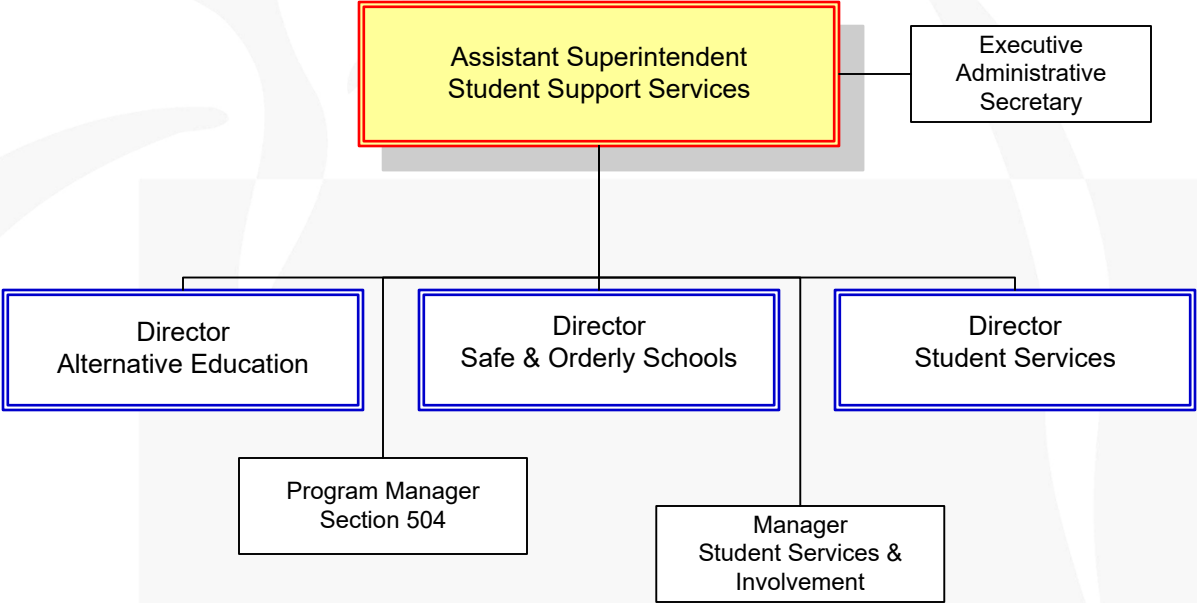 Assistant Superintendent
Student Support Services
Executive
Administrative
Secretary
Director
Alternative Education
Director
Safe & Orderly Schools
Director
Student Services
Program Manager
Section 504
Manager
Student Services &
Involvement